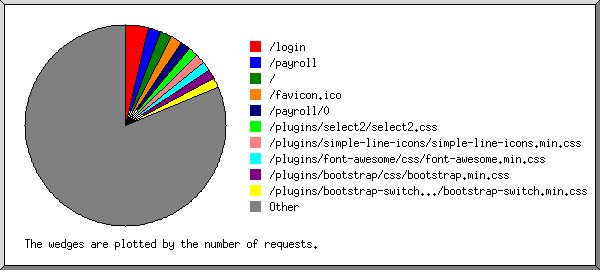 /login
/payroll
/
/favicon.ico
/payroll/0
/plugins/select2/select2.css
/plugins/simple-line-icons/simple-line-icons.min.css
/plugins/font-awesome/css/font-awesome.min.css
/plugins/bootstrap/css/bootstrap.min.css
/plugins/bootstrap-switch.../bootstrap-switch.min.css
Other
The wedges are plotted by the number of requests.